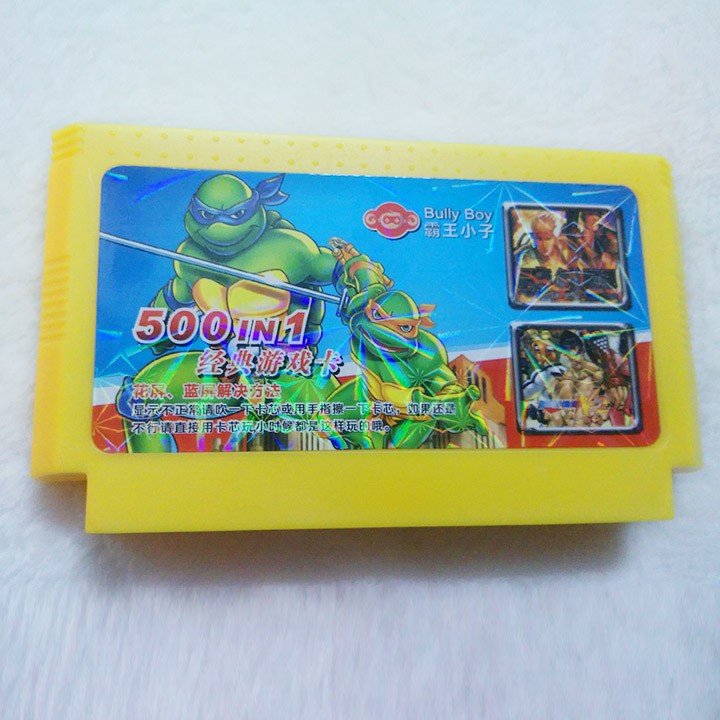 Bully Boy
霸王小子
500 IN 1
经典游戏卡
花屏、蓝屏解决方法
显示不正常请吹一下卡芯或用手指擦一下卡芯，如果还是
不行请直接用卡芯玩小时候都是这样玩的哦。